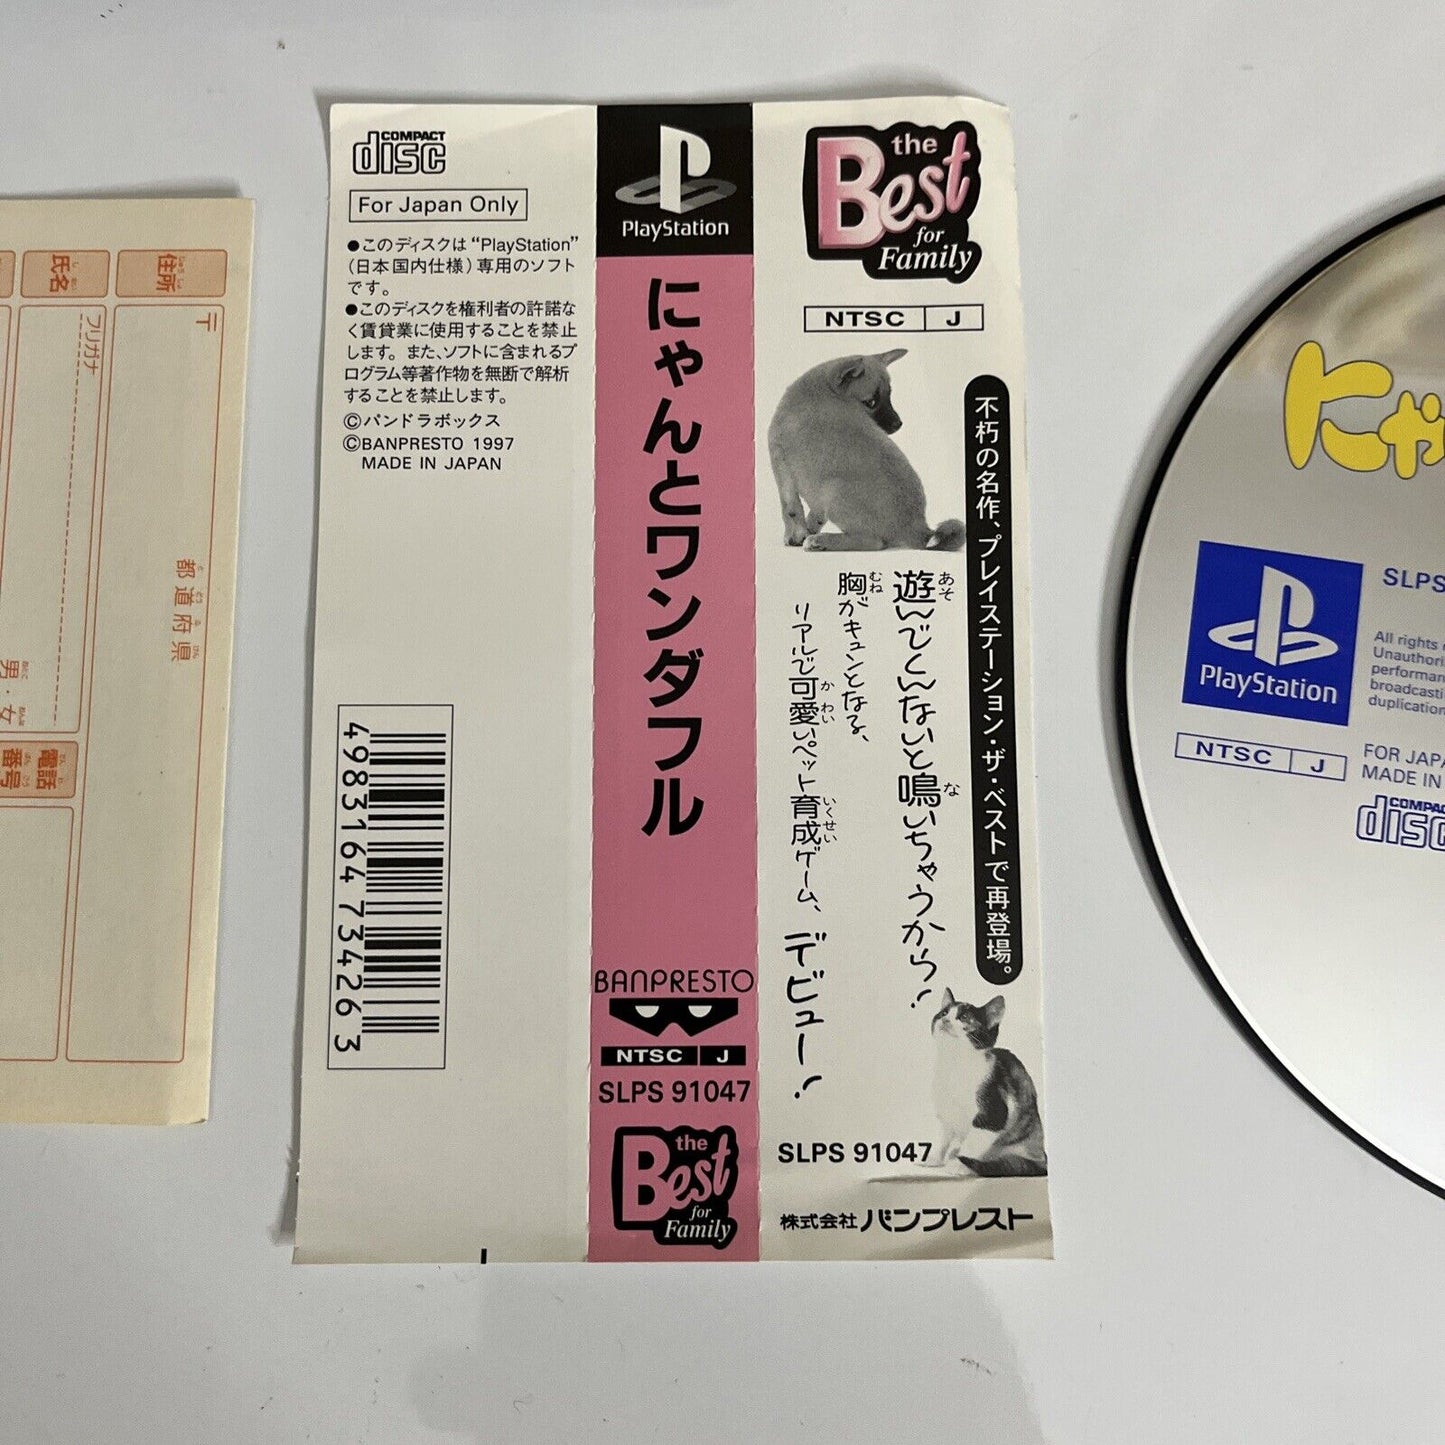 住所
氏名
〒
フリガナ
都道府県
男・女
電話番号
COMPACT
disc
For Japan Only
●このディスクは“PlayStation”
(日本国内仕様)専用のソフト
です。
●このディスクを権利者の許諾な
く賃貸業に使用することを禁止
します。また、ソフトに含まれるプ
ログラム等著作物を無断で解析
することを禁止します。
©パンドラボックス
©BANPRESTO 1997
MADE IN JAPAN
4983164 734263
PlayStation
にゃんとワンダフル
BANPRESTO
NTSC J
SLPS 91047
the
Best
for
Family
the
Best
for
Family
NTSC J
不朽の名作、プレイステーション・ザ・ベストで再登場。
遊んでくんないと鳴いちゃうから!
胸がキュンとなる、
リアルで可愛いペット育成ゲーム、デビュー!
SLPS 91047
株式会社 バンプレスト
にゃ
PlayStation
SLPS
All rights
Unauthori
performan
broadcasti
duplication
NTSC J
FOR JAPA
MADE IN
COMPA
disc